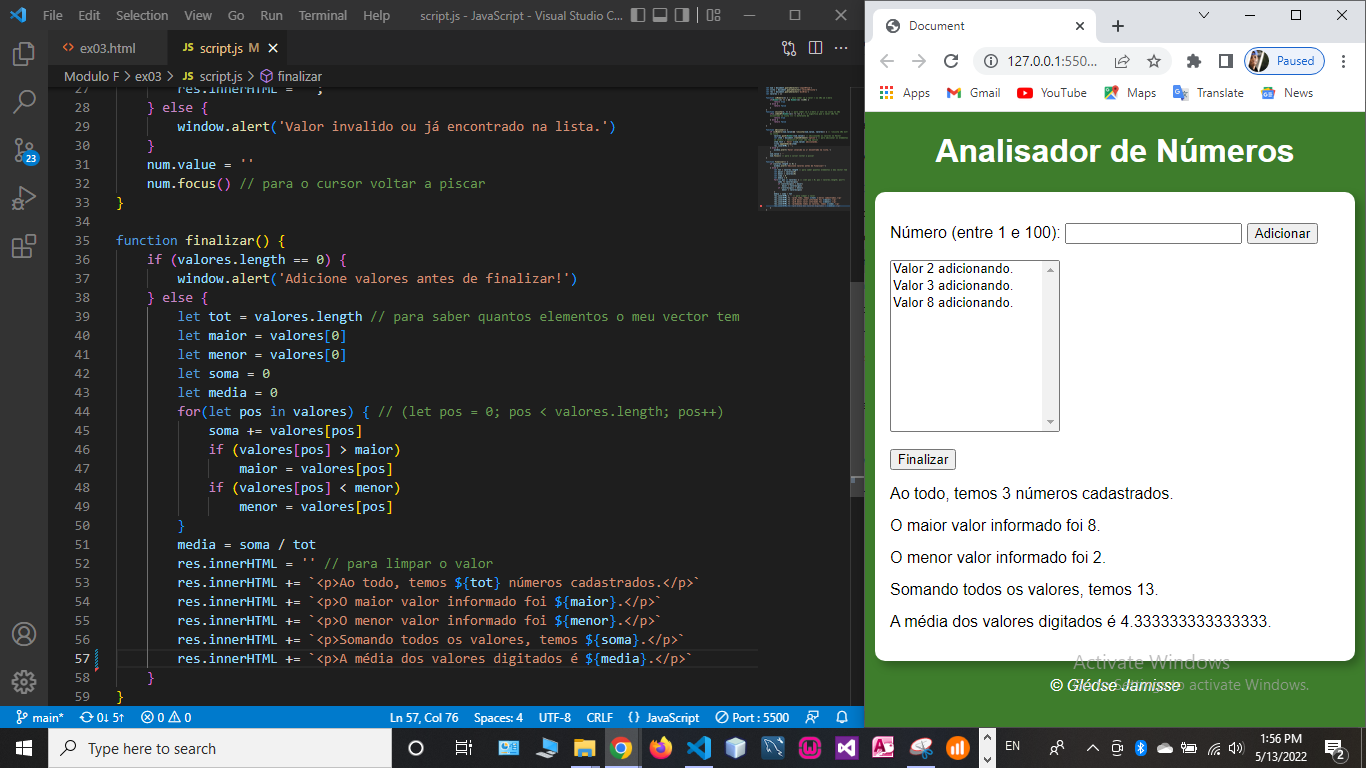 File Edit Selection View Go Run Terminal Help script.js - JavaScript - Visual Studio C...
ex03.html
JS script.js M
Modulo F > ex03 > JS script.js > finalizar
27 res.innerHTML = '';
28 } else {
29 window.alert('Valor invalido ou já encontrado na lista.')
30 }
31 num.value = ''
32 num.focus() // para o cursor voltar a piscar
33 }
34
35 function finalizar() {
36 if (valores.length == 0) {
37 window.alert('Adicione valores antes de finalizar!')
38 } else {
39 let tot = valores.length // para saber quantos elementos o meu vector tem
40 let maior = valores[0]
41 let menor = valores[0]
42 let soma = 0
43 let media = 0
44 for(let pos in valores) { // (let pos = 0; pos < valores.length; pos++)
45 soma += valores[pos]
46 if (valores[pos] > maior)
47 maior = valores[pos]
48 if (valores[pos] < menor)
49 menor = valores[pos]
50 }
51 media = soma / tot
52 res.innerHTML = '' // para limpar o valor
53 res.innerHTML += `<p>Ao todo, temos ${tot} números cadastrados.</p>`
54 res.innerHTML += `<p>O maior valor informado foi ${maior}.</p>`
55 res.innerHTML += `<p>O menor valor informado foi ${menor}.</p>`
56 res.innerHTML += `<p>Somando todos os valores, temos ${soma}.</p>`
57 res.innerHTML += `<p>A média dos valores digitados é ${media}.</p>`
58 }
59 }
23
main* 0↓ 5↑ 0 0 Ln 57, Col 76 Spaces: 4 UTF-8 CRLF {} JavaScript Port : 5500
Document
127.0.0.1:550... Paused
Apps Gmail YouTube Maps Translate News
Analisador de Números
Número (entre 1 e 100): Adicionar
Valor 2 adicionando.
Valor 3 adicionando.
Valor 8 adicionando.
Finalizar
Ao todo, temos 3 números cadastrados.
O maior valor informado foi 8.
O menor valor informado foi 2.
Somando todos os valores, temos 13.
A média dos valores digitados é 4.333333333333333.
Activate Windows
Go to Settings to activate Windows.
© Glédse Jamisse
Type here to search
EN
1:56 PM
5/13/2022
2